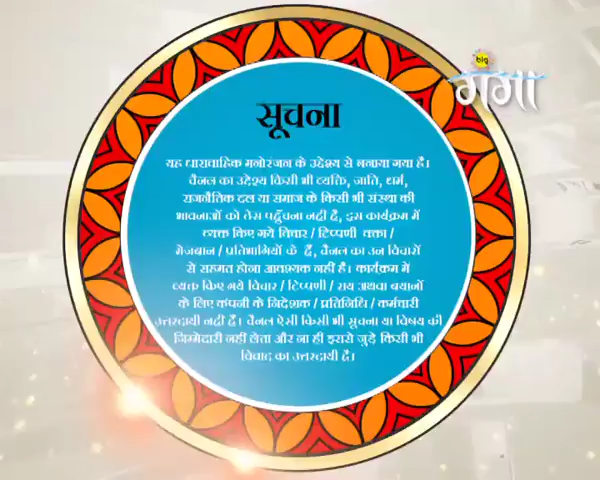 big
गंगा
सूचना
यह धारावाहिक मनोरंजन के उद्देश्य से बनाया गया है।
चैनल का उद्देश्य किसी भी व्यक्ति, जाति, धर्म,
राजनैतिक दल या समाज के किसी भी संस्था की
भावनाओं को ठेस पहुँचना नहीं है, इस कार्यक्रम में
व्यक्त किए गये विचार / टिप्पणी वक्ता /
मेजबान / प्रतिभागियों के हैं, चैनल का उन विचारों
से सहमत होना आवश्यक नहीं है। कार्यक्रम में
व्यक्त किए गये विचार / टिप्पणी / राय अथवा बयानों
के लिए कंपनी के निदेशक / प्रतिनिधि / कर्मचारी
उत्तरदायी नहीं हैं। चैनल ऐसी किसी भी सूचना या विषय की
जिम्मेदारी नहीं लेता और ना ही इससे जुड़े किसी भी
विवाद का उत्तरदायी है।